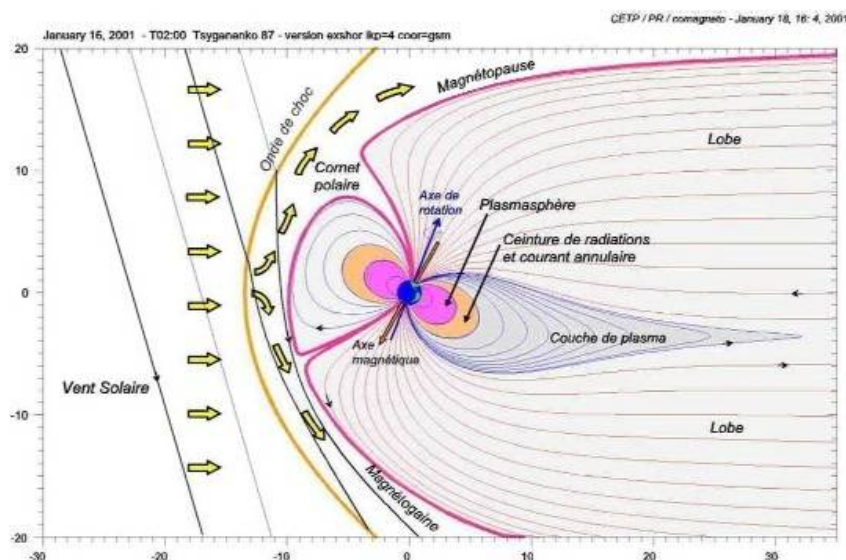 CETP / PR / comagneto - January 18, 16: 4, 2001
January 16, 2001 - T02:00 Tsyganenko 87 - version exshor ikp=4 coor=gsm
20
10
0
-10
-20
-30
-20
-10
0
10
20
30
Onde de choc
Magnétopause
Lobe
Cornet
polaire
Axe de
rotation
Plasmasphère
Ceinture de radiations
et courant annulaire
Couche de plasma
Axe
magnétique
Vent Solaire
Lobe
Magnétogaine